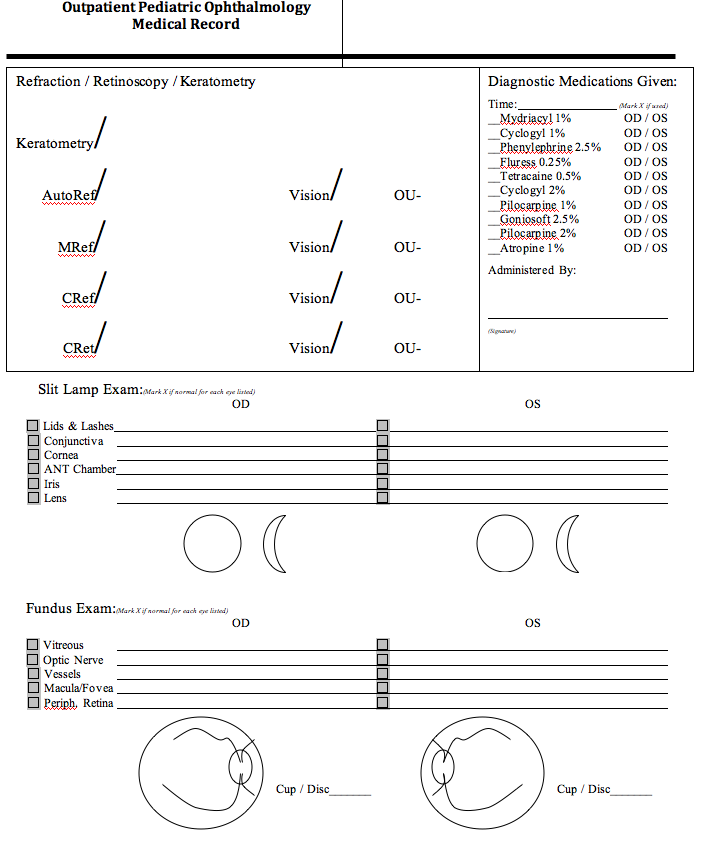 Outpatient Pediatric Ophthalmology
Medical Record
Refraction / Retinoscopy / Keratometry
Keratometry/
AutoRef/ Vision/ OU-
MRef/ Vision/ OU-
CRef/ Vision/ OU-
CRet/ Vision/ OU-
Diagnostic Medications Given:
Time:__________________ (Mark X if used)
__Mydriacyl 1% OD / OS
__Cyclogyl 1% OD / OS
__Phenylephrine 2.5% OD / OS
__Fluress 0.25% OD / OS
__Tetracaine 0.5% OD / OS
__Cyclogyl 2% OD / OS
__Pilocarpine 1% OD / OS
__Goniosoft 2.5% OD / OS
__Pilocarpine 2% OD / OS
__Atropine 1% OD / OS
Administered By:
(Signature)
Slit Lamp Exam:(Mark X if normal for each eye listed)
OD OS
Lids & Lashes
Conjunctiva
Cornea
ANT Chamber
Iris
Lens
Fundus Exam:(Mark X if normal for each eye listed)
OD OS
Vitreous
Optic Nerve
Vessels
Macula/Fovea
Periph. Retina
Cup / Disc_______ Cup / Disc_______